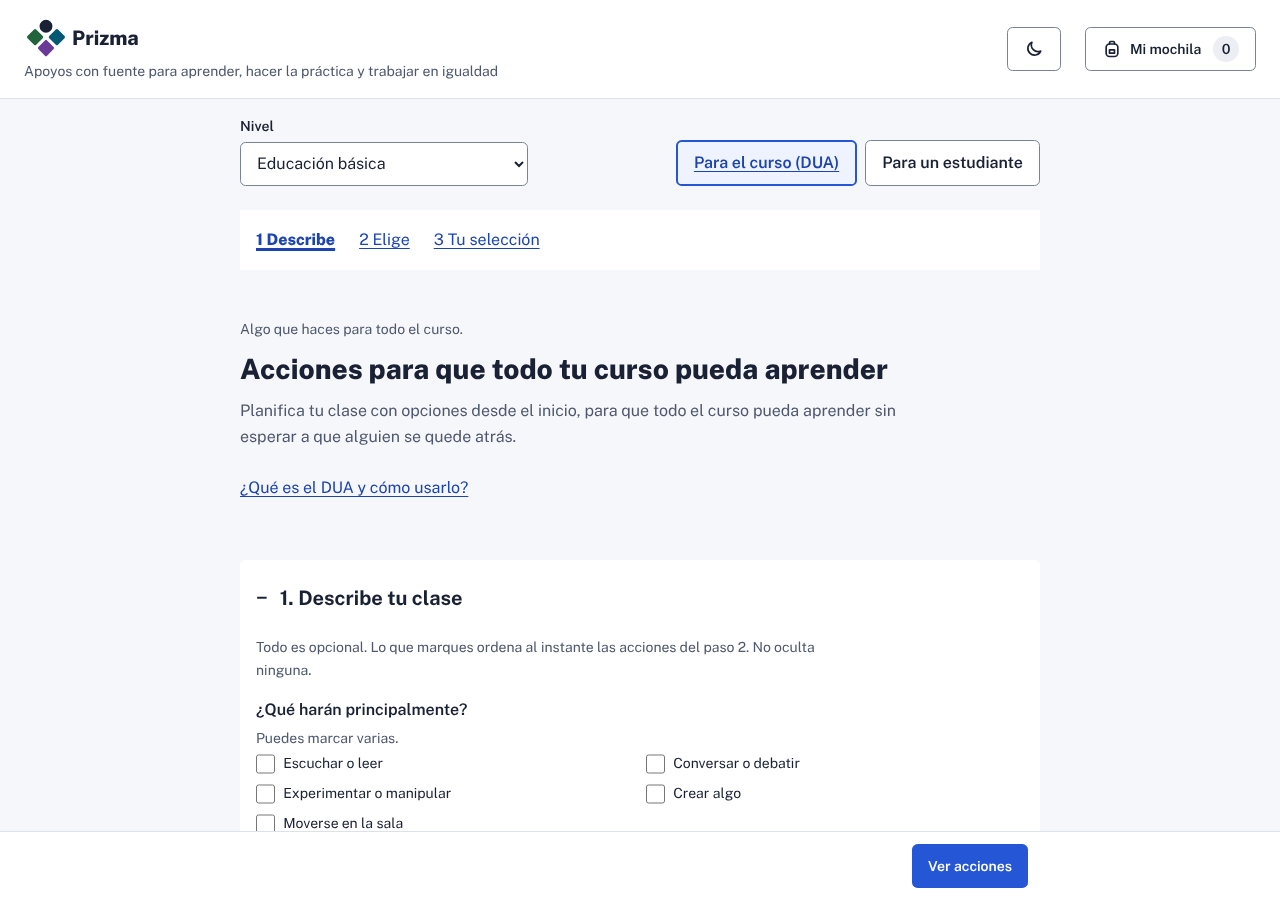 Prizma
Apoyos con fuente para aprender, hacer la práctica y trabajar en igualdad
Mi mochila 0
Nivel
Educación básica
Para el curso (DUA)
Para un estudiante
1 Describe
2 Elige
3 Tu selección
Algo que haces para todo el curso.
Acciones para que todo tu curso pueda aprender
Planifica tu clase con opciones desde el inicio, para que todo el curso pueda aprender sin
esperar a que alguien se quede atrás.
¿Qué es el DUA y cómo usarlo?
− 1. Describe tu clase
Todo es opcional. Lo que marques ordena al instante las acciones del paso 2. No oculta
ninguna.
¿Qué harán principalmente?
Puedes marcar varias.
Escuchar o leer
Conversar o debatir
Experimentar o manipular
Crear algo
Moverse en la sala
Ver acciones